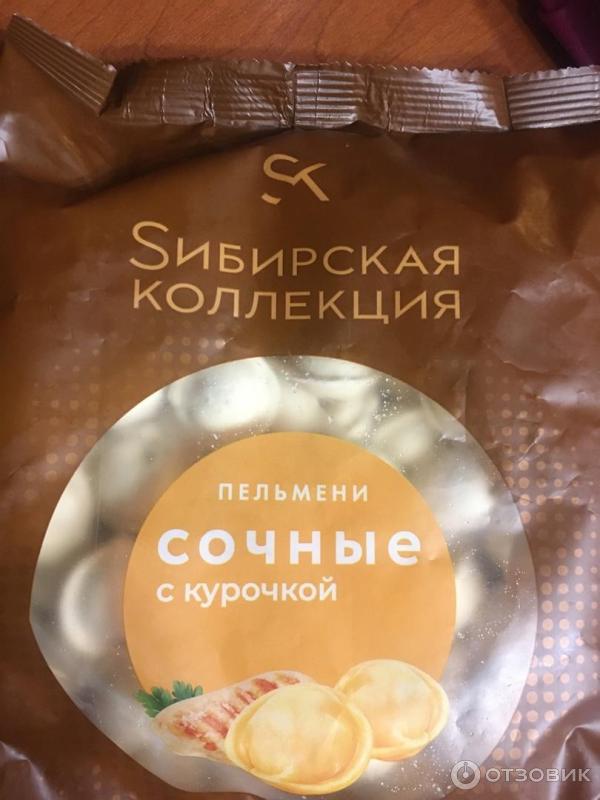 SK
SИБИРСКАЯ
КОЛЛЕКЦИЯ
ПЕЛЬМЕНИ
СОЧНЫЕ
С КУРОЧКОЙ
ОТЗОВИК